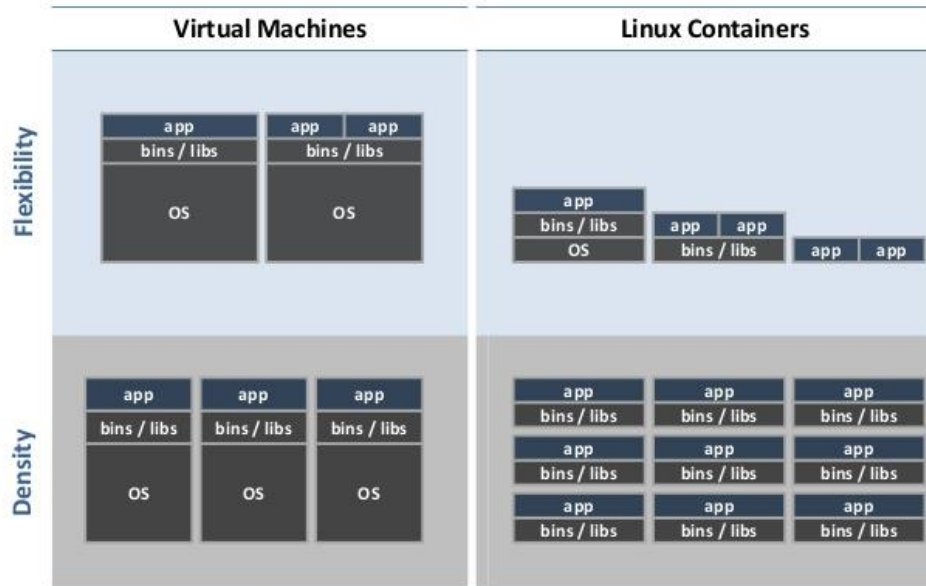 Virtual Machines
Linux Containers
Flexibility
app
bins / libs
OS
app app
bins / libs
OS
app
bins / libs
OS
app app
bins / libs
app app
Density
app
bins / libs
OS
app
bins / libs
OS
app
bins / libs
OS
app app app
bins / libs bins / libs bins / libs
app app app
bins / libs bins / libs bins / libs
app app app
bins / libs bins / libs bins / libs